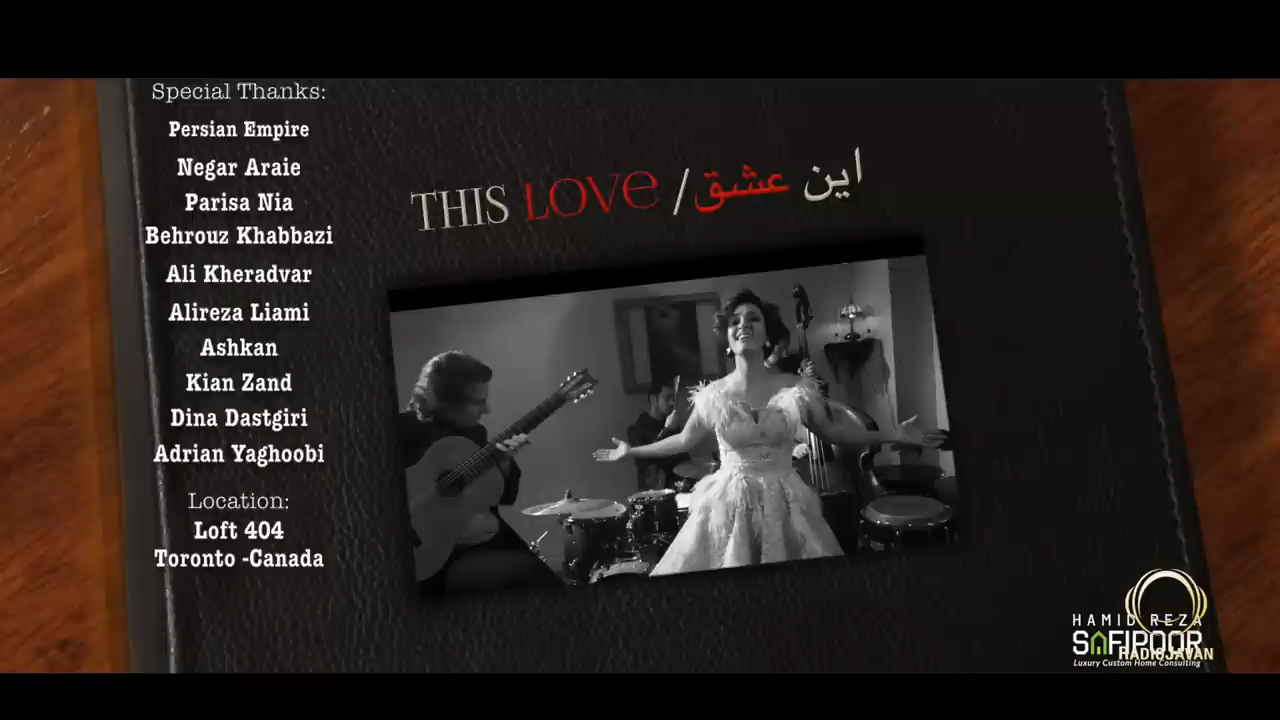 Special Thanks:
Persian Empire
Negar Araie
Parisa Nia
Behrouz Khabbazi
Ali Kheradvar
Alireza Liami
Ashkan
Kian Zand
Dina Dastgiri
Adrian Yaghoobi
Location:
Loft 404
Toronto -Canada
THIS LOVE / این عشق
HAMID REZA
SAFIPOOR
RADIOJAVAN
Luxury Custom Home Consulting